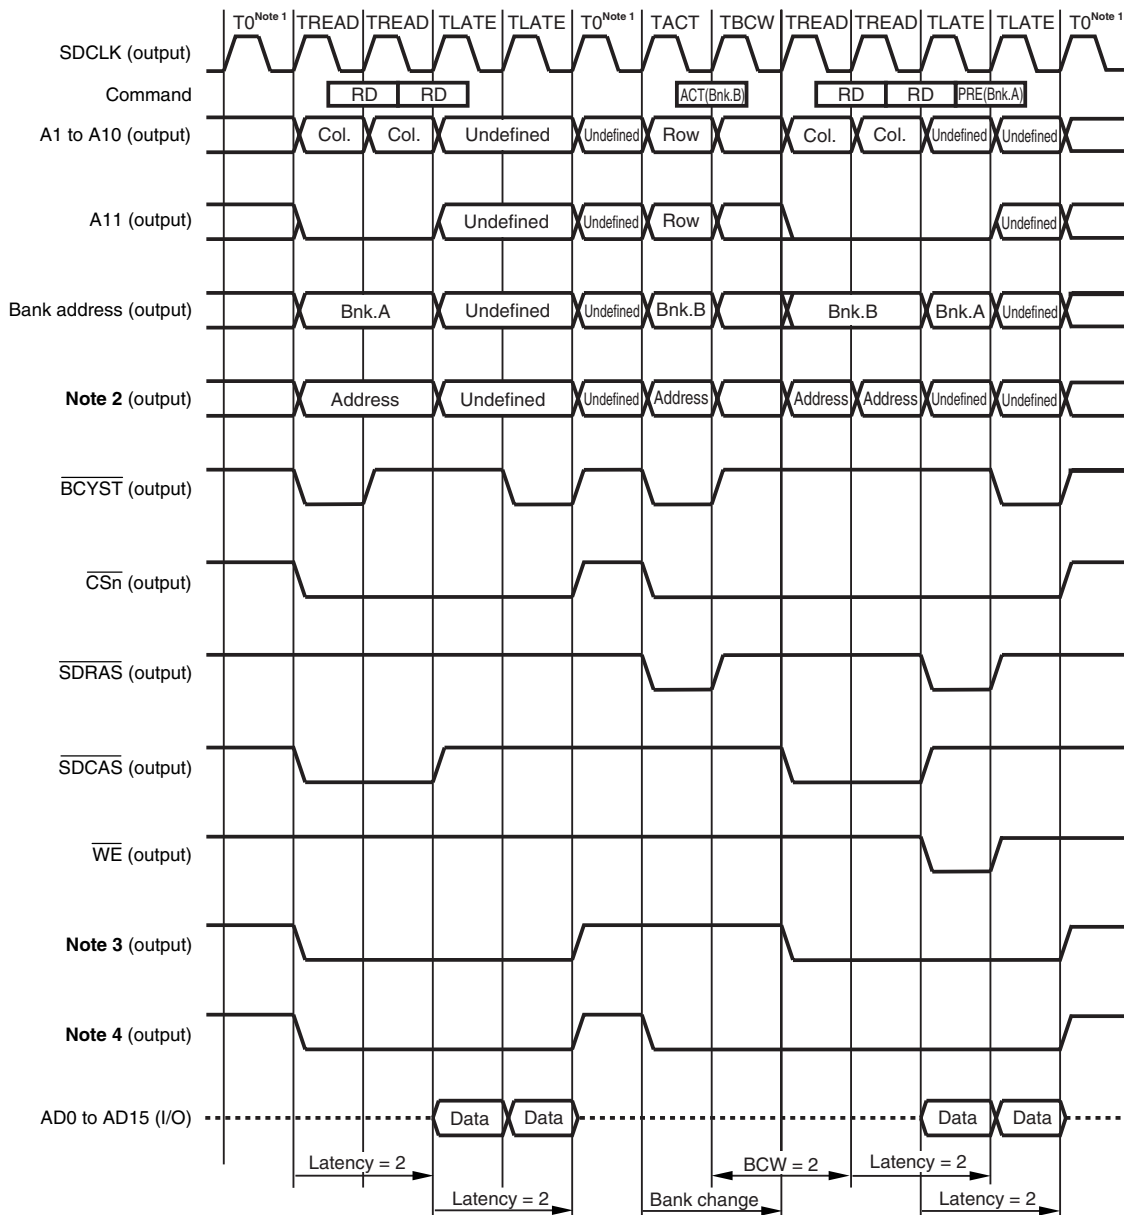 T0Note 1 TREAD TREAD TLATE TLATE T0Note 1 TACT TBCW TREAD TREAD TLATE TLATE T0Note 1
SDCLK (output)
Command RD RD ACT(Bnk.B) RD RD PRE(Bnk.A)
A1 to A10 (output) Col. Col. Undefined Undefined Row Col. Col. Undefined Undefined
A11 (output) Undefined Undefined Row Undefined
Bank address (output) Bnk.A Undefined Undefined Bnk.B Bnk.B Bnk.A Undefined
Note 2 (output) Address Undefined Undefined Address Address Address Undefined Undefined
BCYST (output)
CSn (output)
SDRAS (output)
SDCAS (output)
WE (output)
Note 3 (output)
Note 4 (output)
AD0 to AD15 (I/O) Data Data Data Data
Latency = 2 BCW = 2 Latency = 2
Latency = 2 Bank change Latency = 2